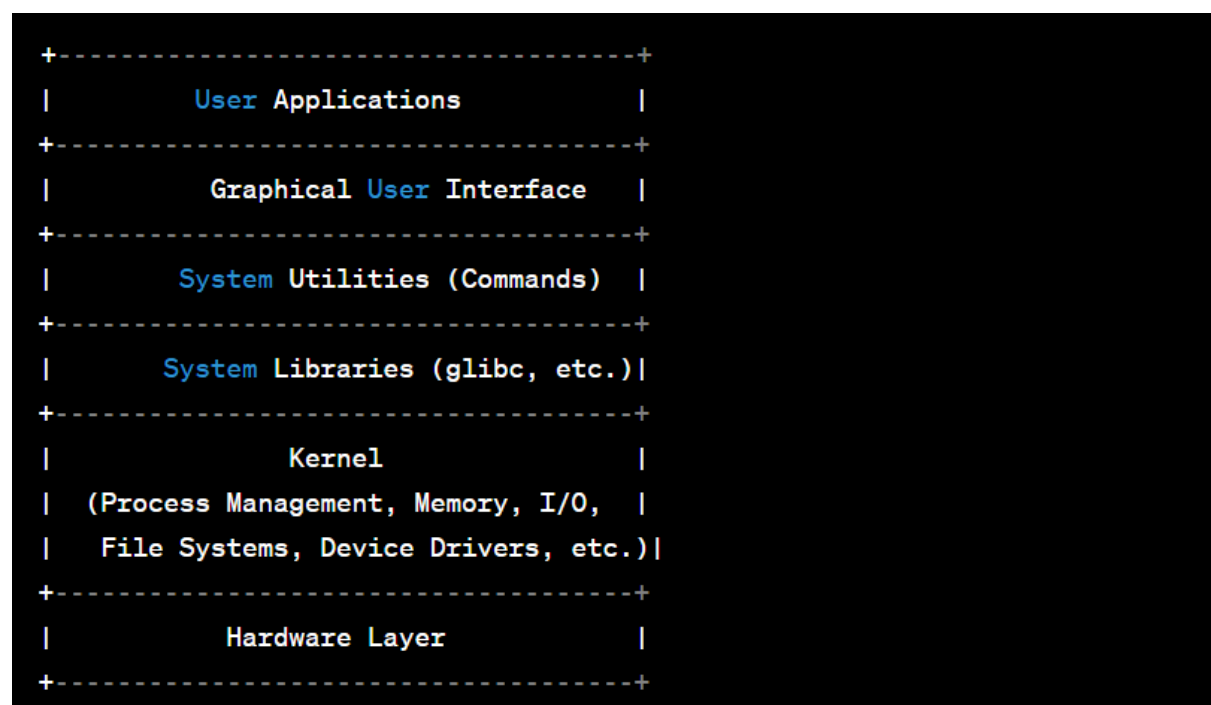 +-------------------------------------+
|         User Applications           |
+-------------------------------------+
|          Graphical User Interface   |
+-------------------------------------+
|        System Utilities (Commands)  |
+-------------------------------------+
|       System Libraries (glibc, etc.)|
+-------------------------------------+
|               Kernel                |
|  (Process Management, Memory, I/O,  |
|   File Systems, Device Drivers, etc.)|
+-------------------------------------+
|           Hardware Layer            |
+-------------------------------------+